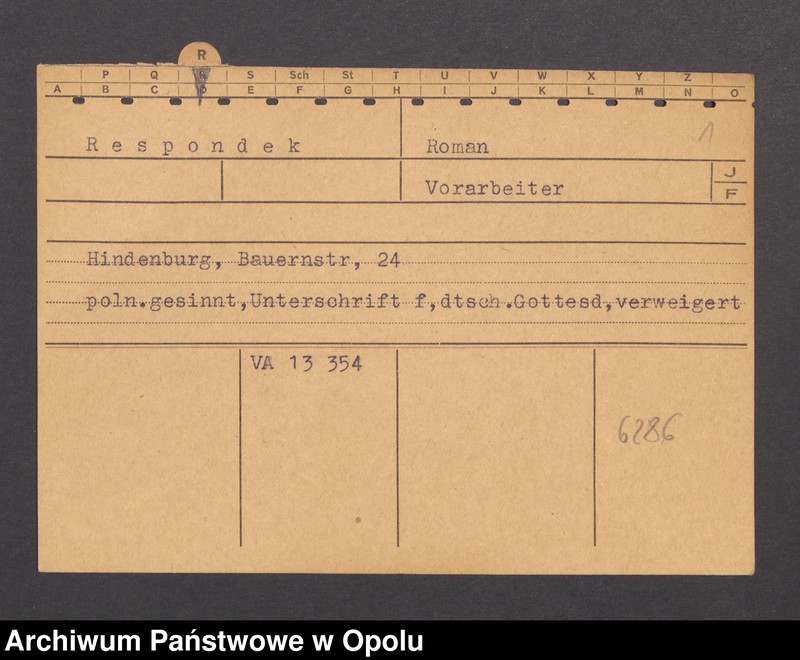 R
P Q R S Sch St T U V W X Y Z
A B C D E F G H I J K L M N O
1
Respondek Roman
Vorarbeiter J
F
Hindenburg, Bauernstr, 24
poln.gesinnt,Unterschrift f,dtsch.Gottesd,verweigert
VA 13 354
6286
Archiwum Państwowe w Opolu